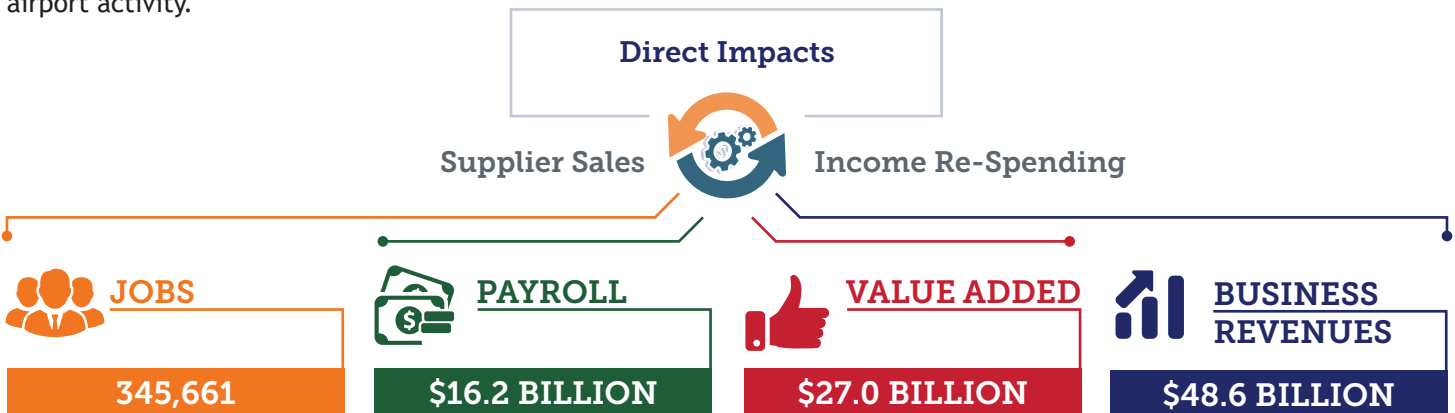 airport activity.
Direct Impacts
Supplier Sales
Income Re-Spending
JOBS
345,661
PAYROLL
$16.2 BILLION
VALUE ADDED
$27.0 BILLION
BUSINESS
REVENUES
$48.6 BILLION